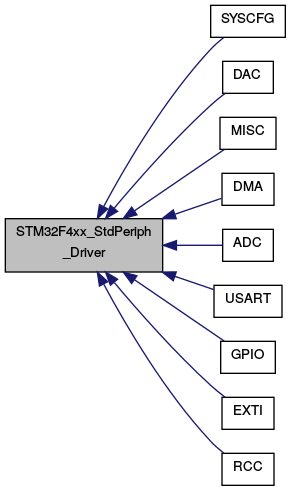 SYSCFG
DAC
MISC
DMA
STM32F4xx_StdPeriph
_Driver
ADC
USART
GPIO
EXTI
RCC